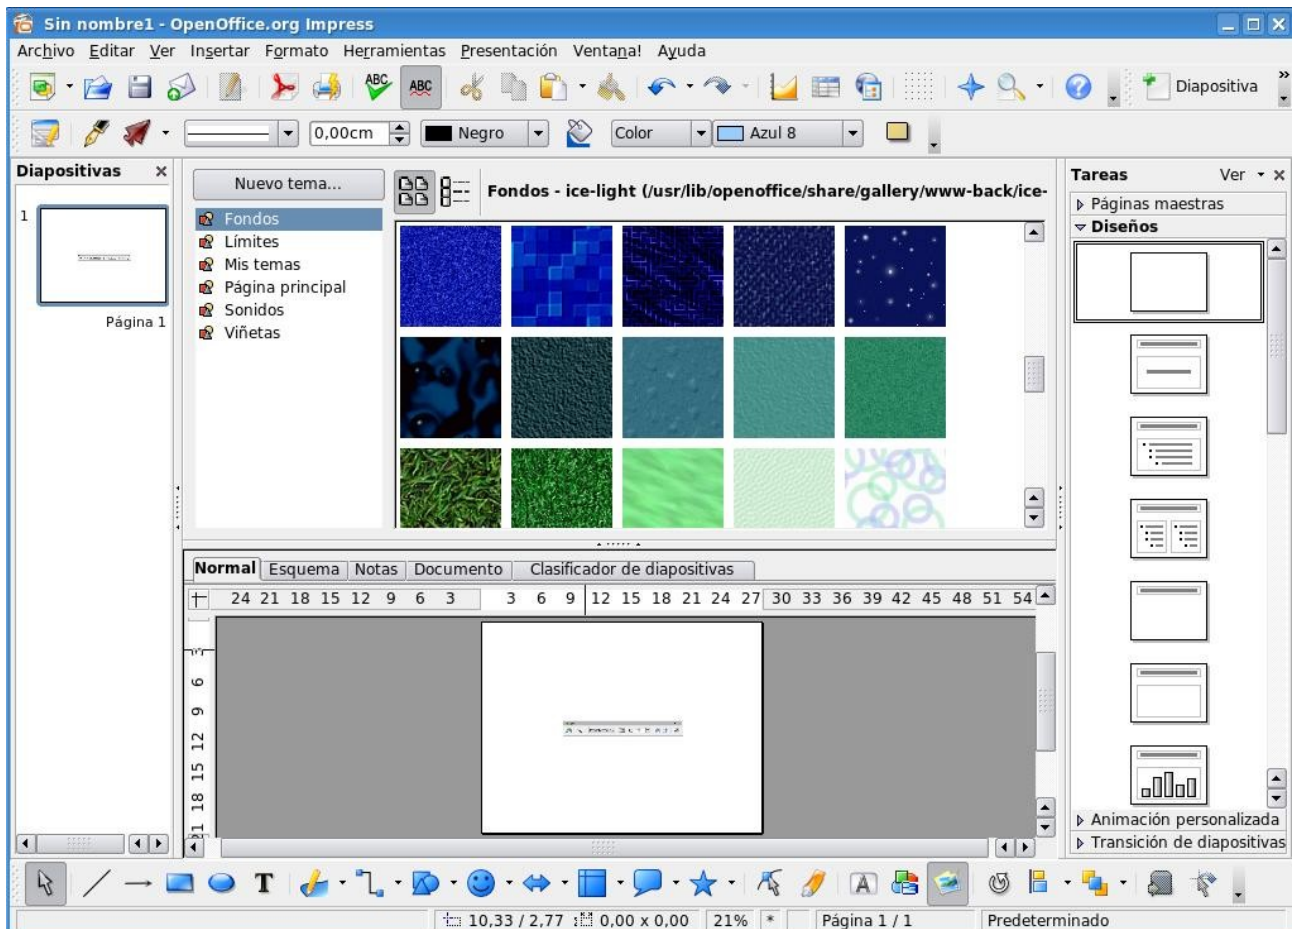 Sin nombre1 - OpenOffice.org Impress
Archivo Editar Ver Insertar Formato Herramientas Presentación Ventana! Ayuda
ABC ABC Diapositiva »
0,00cm Negro Color Azul 8
Diapositivas
1
Página 1
Nuevo tema...
Fondos - ice-light (/usr/lib/openoffice/share/gallery/www-back/ice-
Fondos
Límites
Mis temas
Página principal
Sonidos
Viñetas
Normal Esquema Notas Documento Clasificador de diapositivas
24 21 18 15 12 9 6 3 3 6 9 12 15 18 21 24 27 30 33 36 39 42 45 48 51 54
3
6
9
12
15
18
21
Tareas Ver
Páginas maestras
Diseños
Animación personalizada
Transición de diapositivas
T A
10,33 / 2,77 0,00 x 0,00 21% * Página 1 / 1 Predeterminado